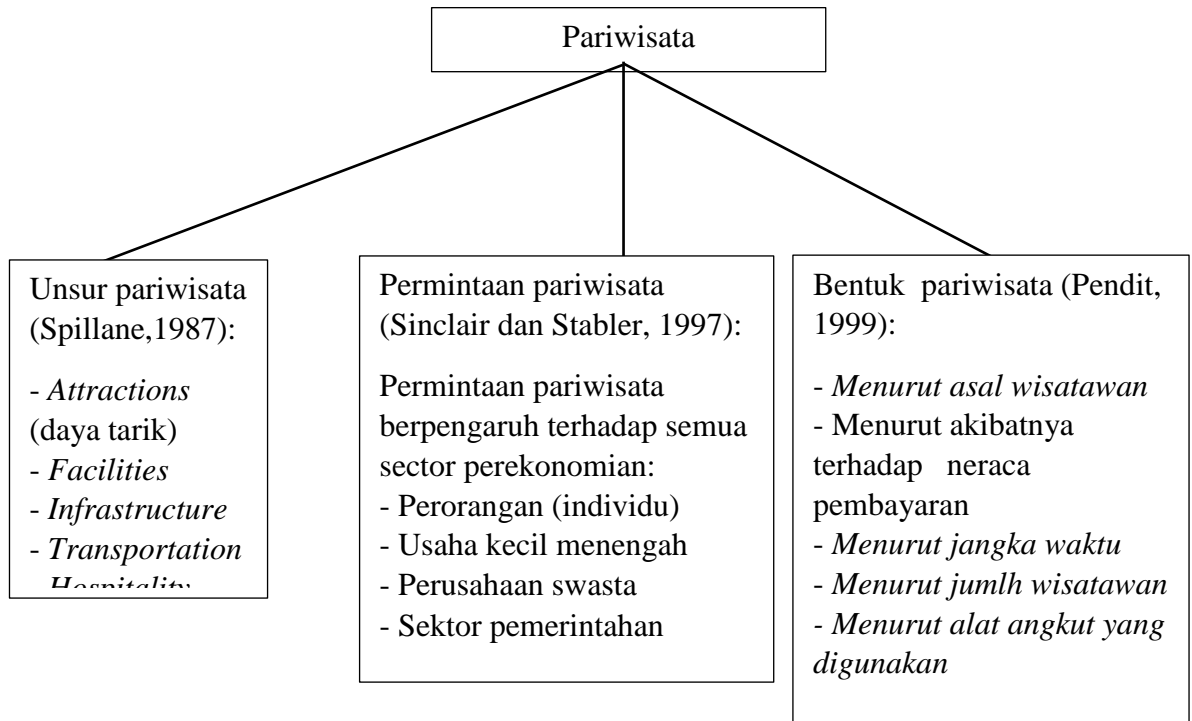 Pariwisata
Unsur pariwisata
(Spillane,1987):
- Attractions
(daya tarik)
- Facilities
- Infrastructure
- Transportation
- Hospitality
Permintaan pariwisata
(Sinclair dan Stabler, 1997):
Permintaan pariwisata
berpengaruh terhadap semua
sector perekonomian:
- Perorangan (individu)
- Usaha kecil menengah
- Perusahaan swasta
- Sektor pemerintahan
Bentuk pariwisata (Pendit,
1999):
- Menurut asal wisatawan
- Menurut akibatnya
terhadap neraca
pembayaran
- Menurut jangka waktu
- Menurut jumlh wisatawan
- Menurut alat angkut yang
digunakan